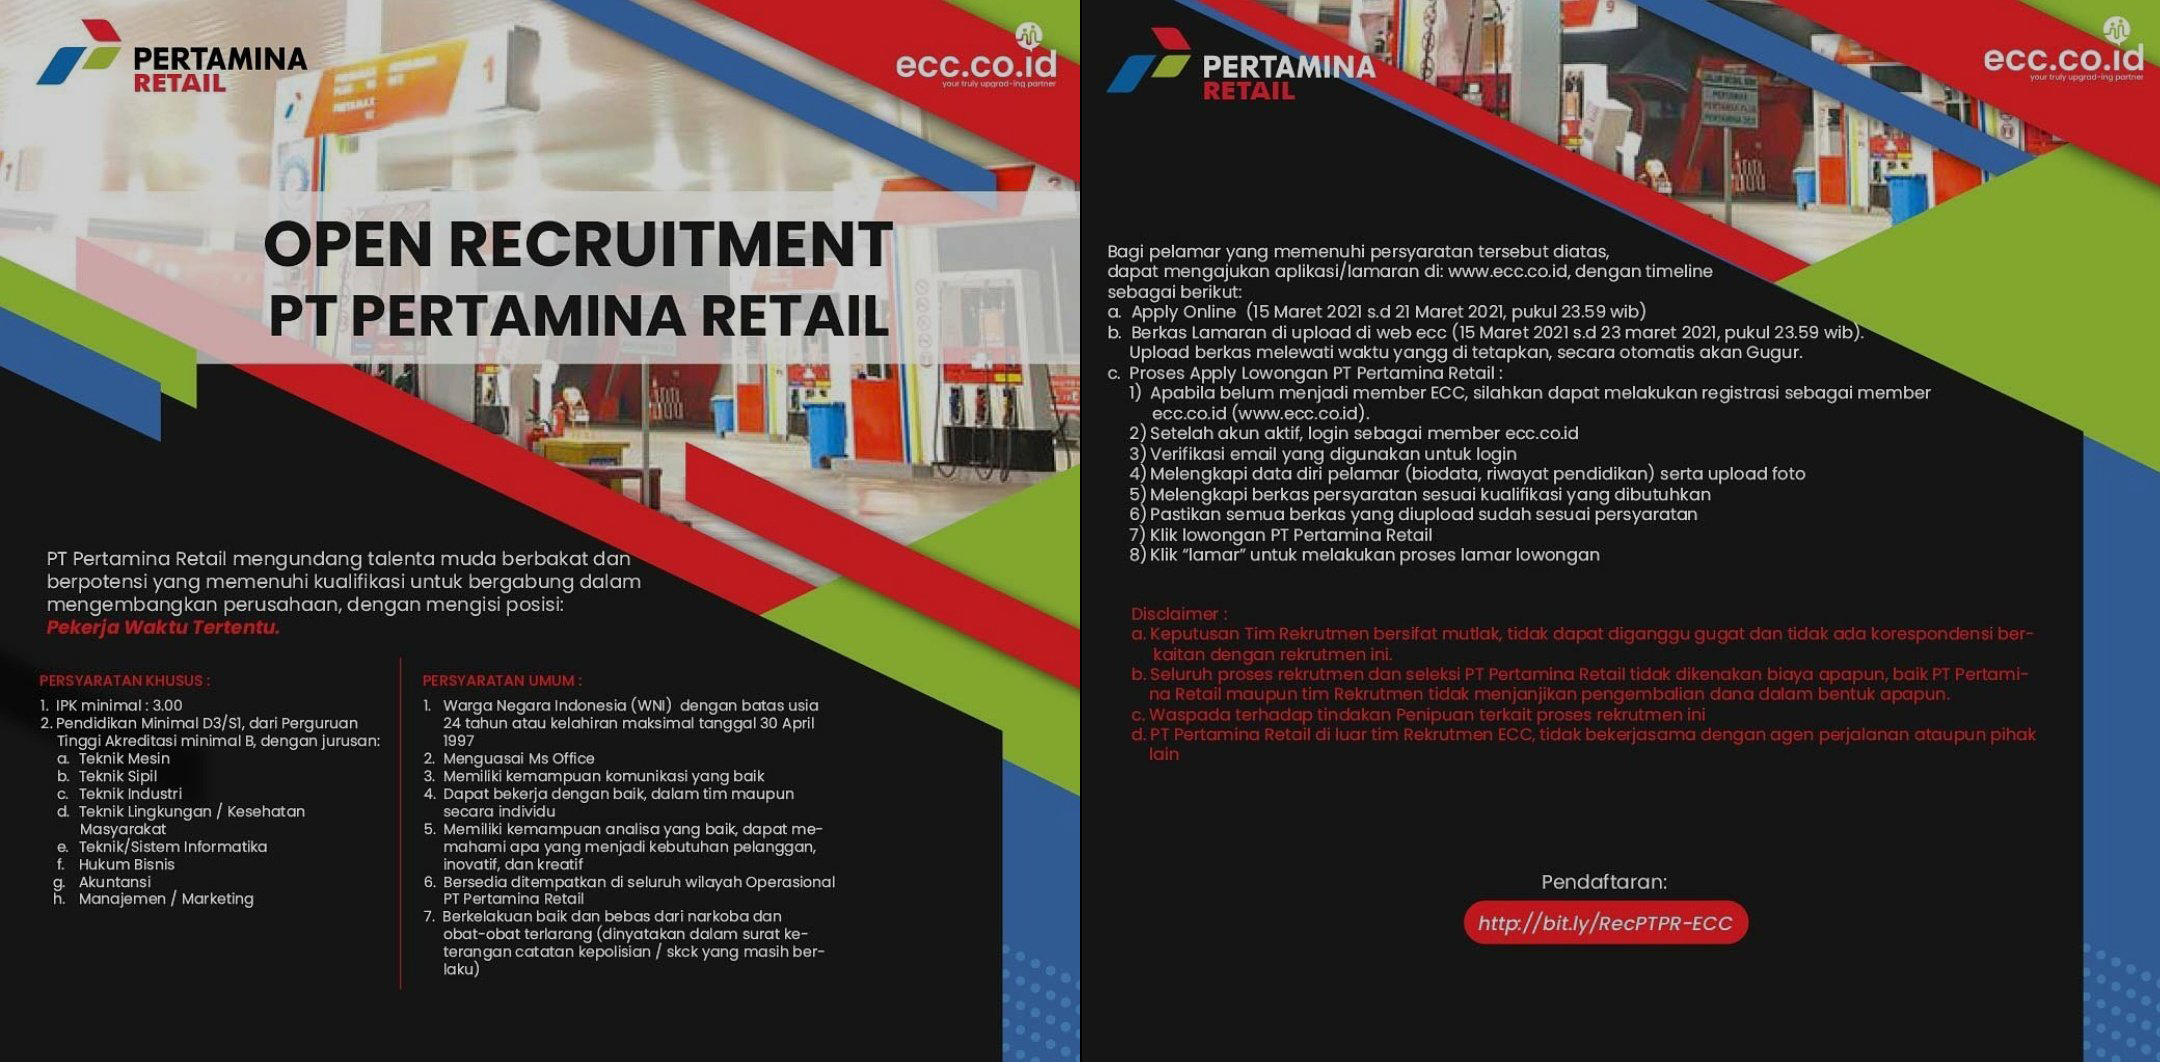 PERTAMINA
RETAIL
ecc.co.id
your truly upgrad-ing partner
OPEN RECRUITMENT
PT PERTAMINA RETAIL
PT Pertamina Retail mengundang talenta muda berbakat dan
berpotensi yang memenuhi kualifikasi untuk bergabung dalam
mengembangkan perusahaan, dengan mengisi posisi:
Pekerja Waktu Tertentu.
PERSYARATAN KHUSUS :
1. IPK minimal : 3.00
2. Pendidikan Minimal D3/S1, dari Perguruan
Tinggi Akreditasi minimal B, dengan jurusan:
a. Teknik Mesin
b. Teknik Sipil
c. Teknik Industri
d. Teknik Lingkungan / Kesehatan
Masyarakat
e. Teknik/Sistem Informatika
f. Hukum Bisnis
g. Akuntansi
h. Manajemen / Marketing
PERSYARATAN UMUM :
1. Warga Negara Indonesia (WNI) dengan batas usia
24 tahun atau kelahiran maksimal tanggal 30 April
1997
2. Menguasai Ms Office
3. Memiliki kemampuan komunikasi yang baik
4. Dapat bekerja dengan baik, dalam tim maupun
secara individu
5. Memiliki kemampuan analisa yang baik, dapat me-
mahami apa yang menjadi kebutuhan pelanggan,
inovatif, dan kreatif
6. Bersedia ditempatkan di seluruh wilayah Operasional
PT Pertamina Retail
7. Berkelakuan baik dan bebas dari narkoba dan
obat-obat terlarang (dinyatakan dalam surat ke-
terangan catatan kepolisian / skck yang masih ber-
laku)
PERTAMINA
RETAIL
ecc.co.id
your truly upgrad-ing partner
Bagi pelamar yang memenuhi persyaratan tersebut diatas,
dapat mengajukan aplikasi/lamaran di: www.ecc.co.id, dengan timeline
sebagai berikut:
a. Apply Online (15 Maret 2021 s.d 21 Maret 2021, pukul 23.59 wib)
b. Berkas Lamaran di upload di web ecc (15 Maret 2021 s.d 23 maret 2021, pukul 23.59 wib).
Upload berkas melewati waktu yangg di tetapkan, secara otomatis akan Gugur.
c. Proses Apply Lowongan PT Pertamina Retail :
1) Apabila belum menjadi member ECC, silahkan dapat melakukan registrasi sebagai member
ecc.co.id (www.ecc.co.id).
2) Setelah akun aktif, login sebagai member ecc.co.id
3) Verifikasi email yang digunakan untuk login
4) Melengkapi data diri pelamar (biodata, riwayat pendidikan) serta upload foto
5) Melengkapi berkas persyaratan sesuai kualifikasi yang dibutuhkan
6) Pastikan semua berkas yang diupload sudah sesuai persyaratan
7) Klik lowongan PT Pertamina Retail
8) Klik “lamar” untuk melakukan proses lamar lowongan
Disclaimer :
a. Keputusan Tim Rekrutmen bersifat mutlak, tidak dapat diganggu gugat dan tidak ada korespondensi ber-
kaitan dengan rekrutmen ini.
b. Seluruh proses rekrutmen dan seleksi PT Pertamina Retail tidak dikenakan biaya apapun, baik PT Pertami-
na Retail maupun tim Rekrutmen tidak menjanjikan pengembalian dana dalam bentuk apapun.
c. Waspada terhadap tindakan Penipuan terkait proses rekrutmen ini
d. PT Pertamina Retail di luar tim Rekrutmen ECC, tidak bekerjasama dengan agen perjalanan ataupun pihak
lain
Pendaftaran:
http://bit.ly/RecPTPR-ECC